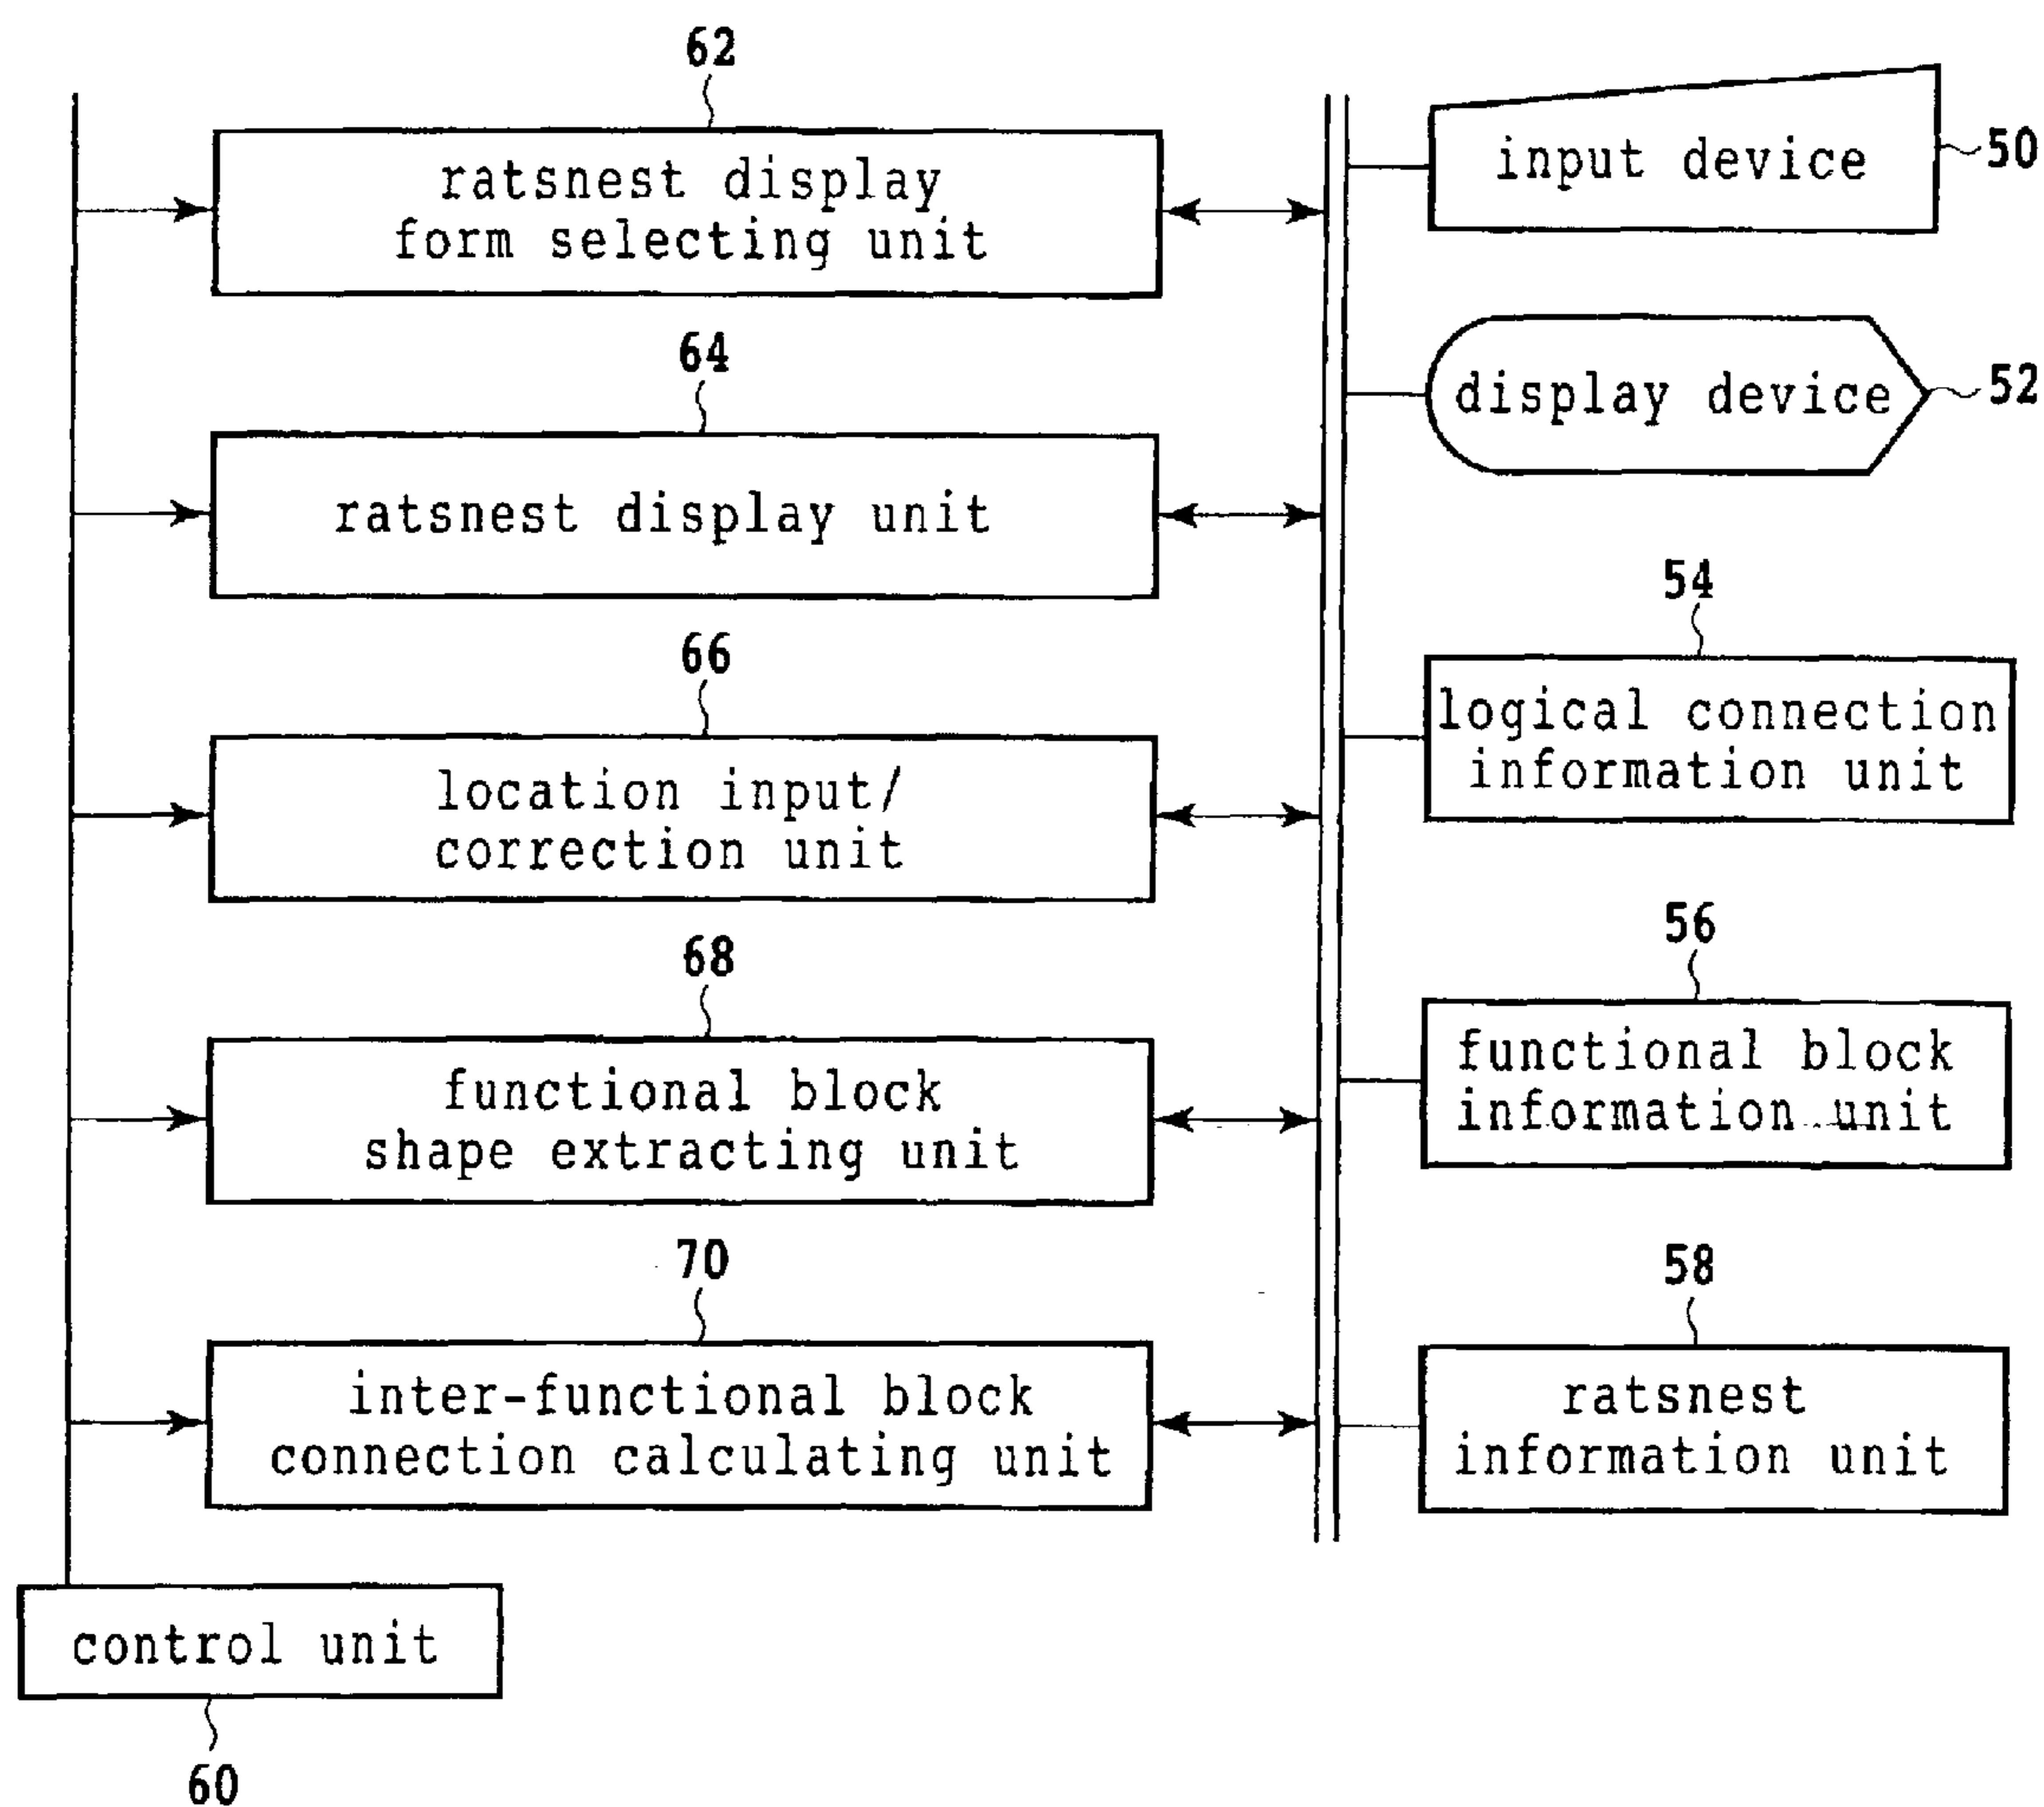 62
ratsnest display
form selecting unit
64
ratsnest display unit
66
location input/
correction unit
68
functional block
shape extracting unit
70
inter-functional block
connection calculating unit
control unit
60
input device
50
display device
52
54
logical connection
information unit
56
functional block
information unit
58
ratsnest
information unit